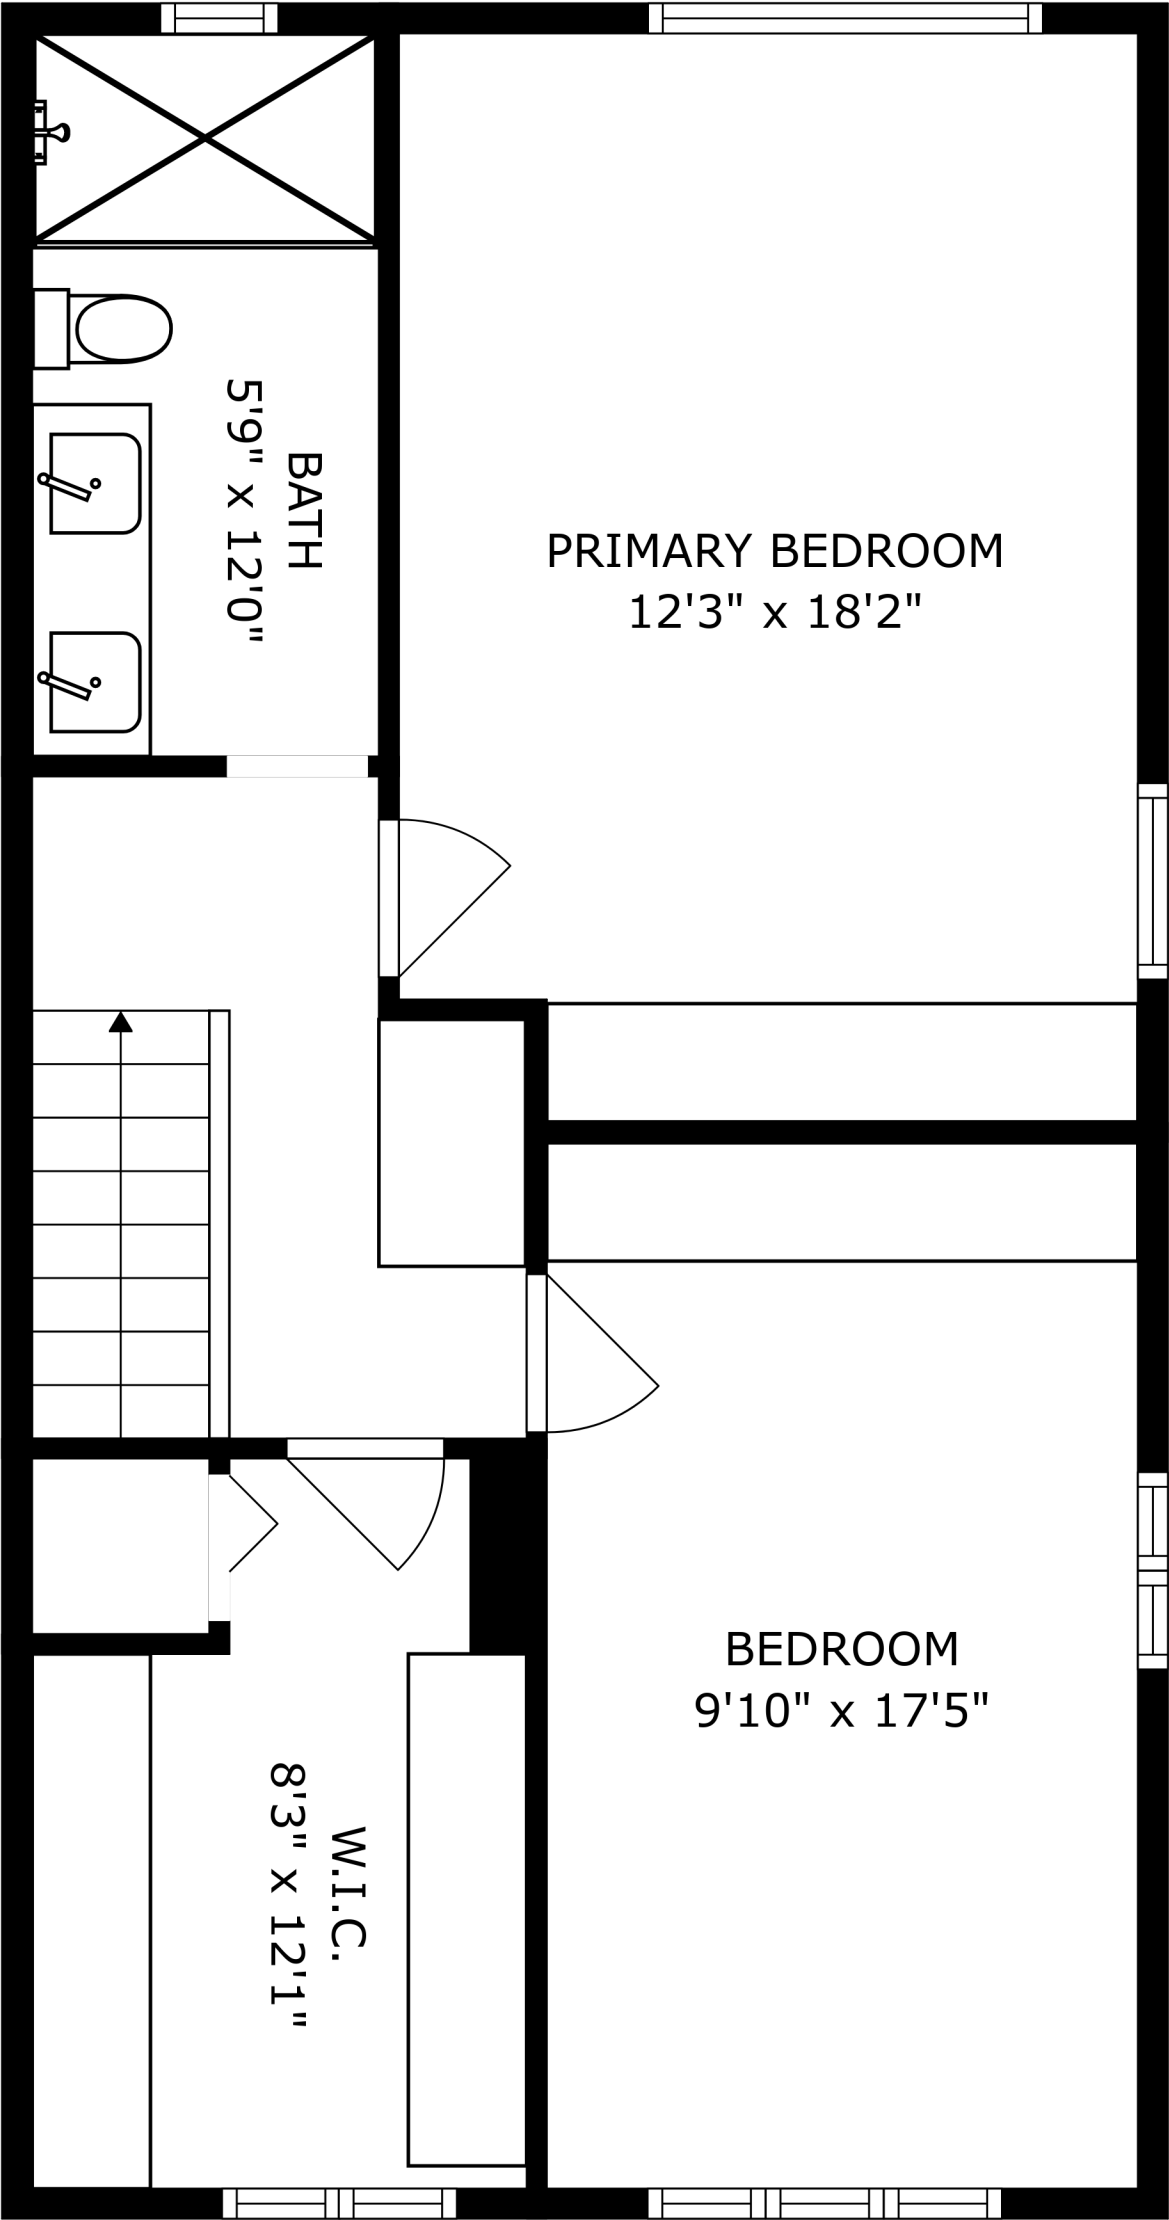 BATH
5'9" x 12'0"
PRIMARY BEDROOM
12'3" x 18'2"
BEDROOM
9'10" x 17'5"
W.I.C.
8'3" x 12'1"